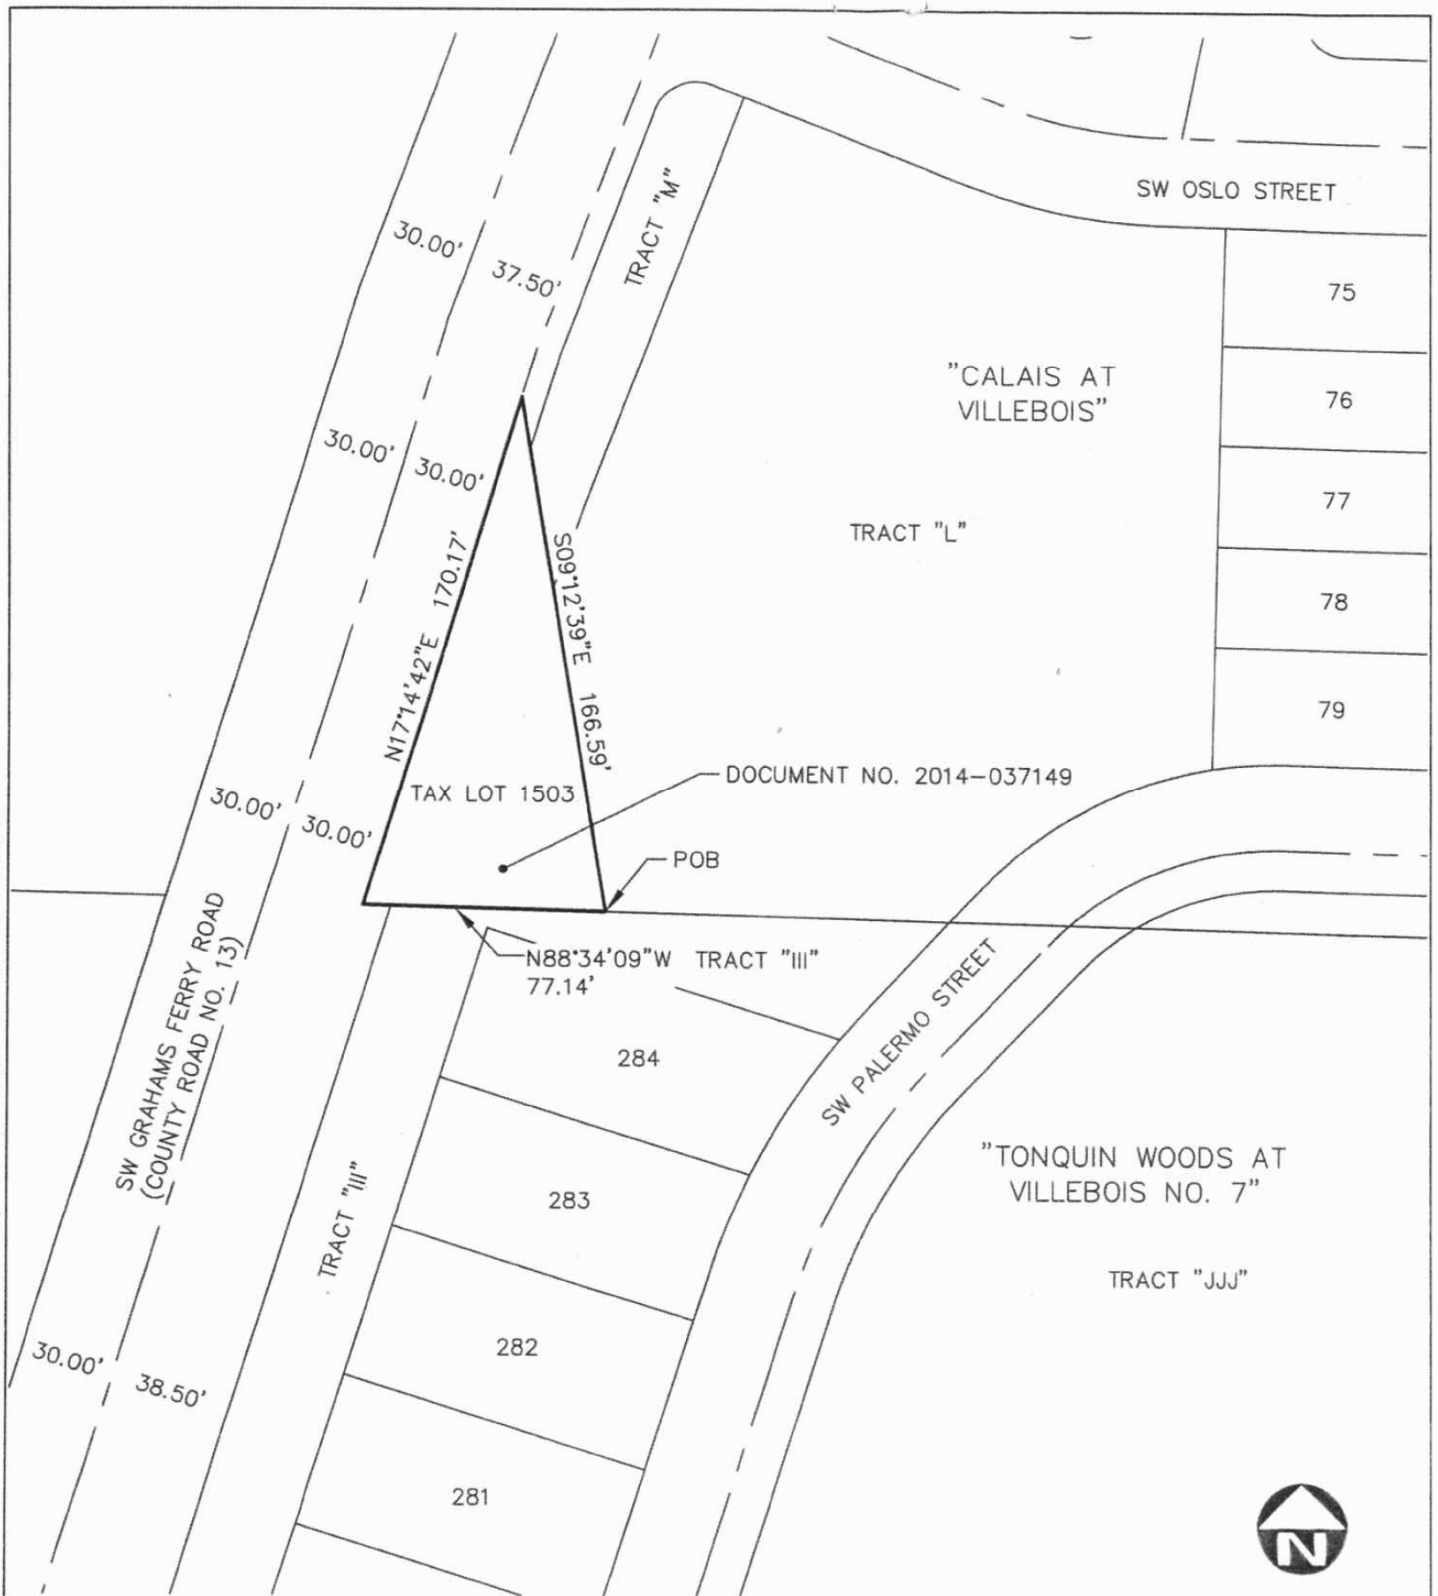 SW OSLO STREET
TRACT "M"
30.00'
37.50'
75
"CALAIS AT
VILLEBOIS"
76
30.00'
30.00'
77
TRACT "L"
N17°14'42"E 170.17'
S09°12'39"E 166.59'
78
79
DOCUMENT NO. 2014-037149
TAX LOT 1503
30.00'
30.00'
POB
N88°34'09"W TRACT "III"
77.14'
SW GRAHAMS FERRY ROAD
(COUNTY ROAD NO. 13)
SW PALERMO STREET
284
"TONQUIN WOODS AT
VILLEBOIS NO. 7"
283
TRACT "III"
TRACT "JJJ"
282
30.00'
38.50'
281
N